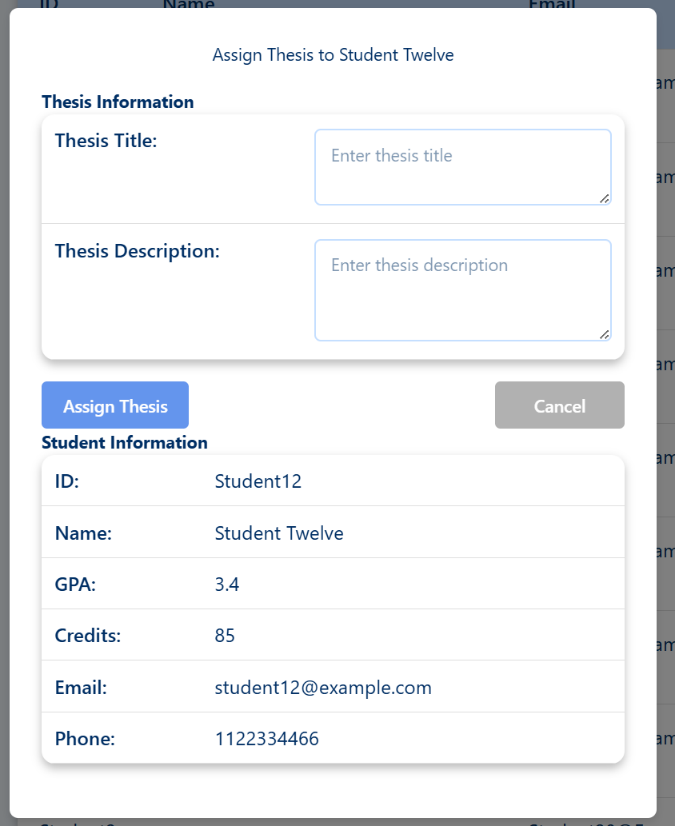 ID Name Email
Assign Thesis to Student Twelve
Thesis Information
Thesis Title:
Enter thesis title
Thesis Description:
Enter thesis description
Assign Thesis Cancel
Student Information
ID: Student12
Name: Student Twelve
GPA: 3.4
Credits: 85
Email: student12@example.com
Phone: 1122334466